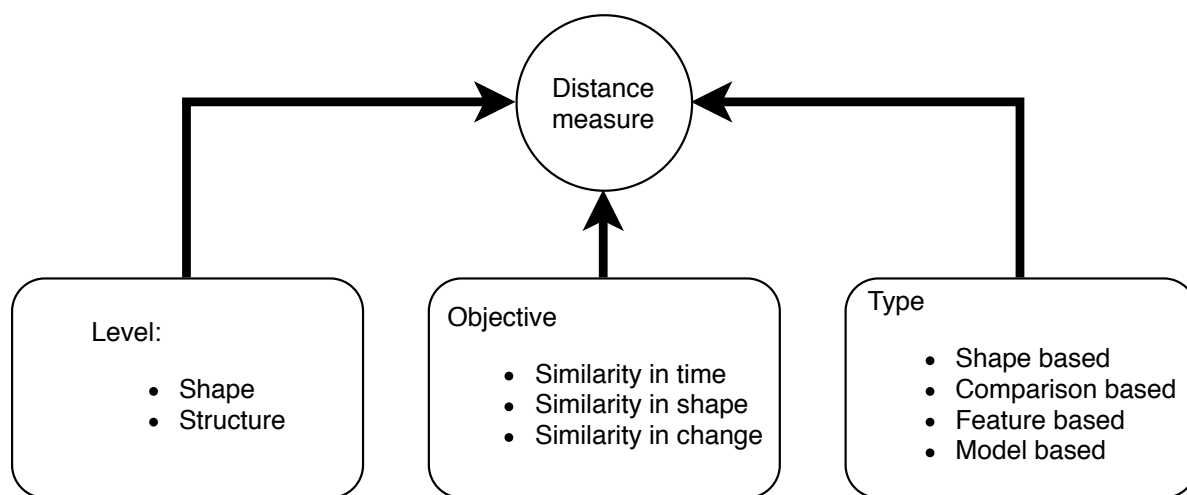 Distance
measure
Level:
• Shape
• Structure
Objective
• Similarity in time
• Similarity in shape
• Similarity in change
Type
• Shape based
• Comparison based
• Feature based
• Model based